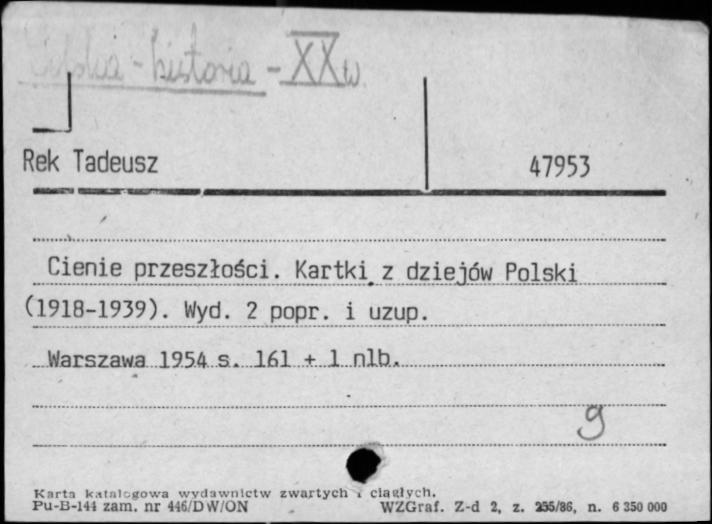 Polska - historia - XX w.
Rek Tadeusz
47953
Cienie przeszłości. Kartki z dziejów Polski
(1918-1939). Wyd. 2 popr. i uzup.
Warszawa 1954 s. 161 + 1 nlb.
g
Karta katalogowa wydawnictw zwartych i ciągłych.
Pu-B-144 zam. nr 446/DW/ON WZGraf. Z-d 2, z. 255/86, n. 6 350 000